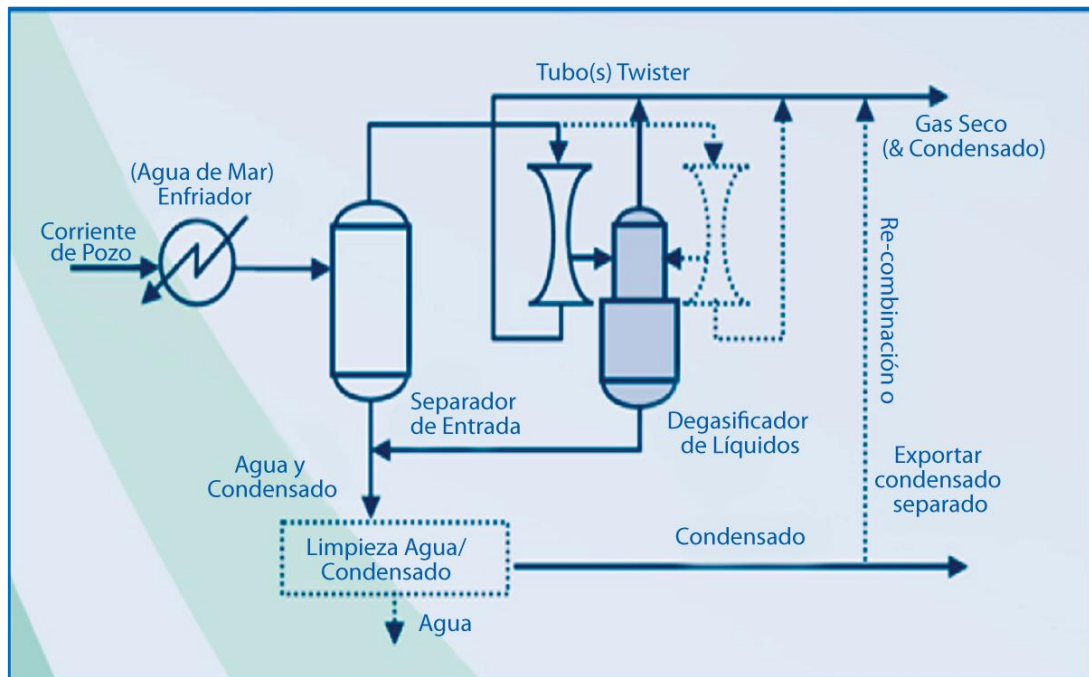 Tubo(s) Twister
Gas Seco
(& Condensado)
(Agua de Mar)
Enfriador
Corriente
de Pozo
Separador
de Entrada
Degasificador
de Líquidos
Re-combinación o
Exportar
condensado
separado
Agua y
Condensado
Limpieza Agua/
Condensado
Condensado
Agua